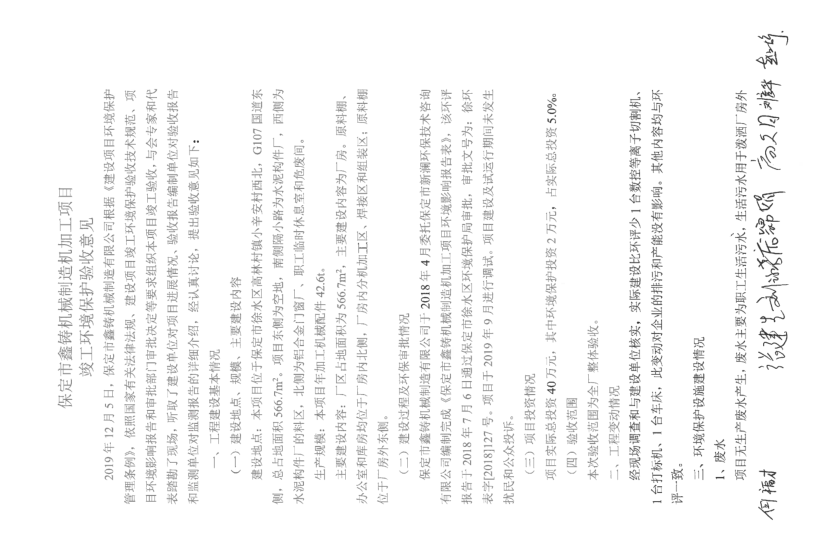 保定市鑫铸机械制造机加工项目
竣工环境保护验收意见
2019年12月5日，保定市鑫铸机械制造有限公司根据《建设项目环境保护
管理条例》，依照国家有关法律法规、建设项目竣工环境保护验收技术规范、项
目环境影响报告和审批部门审批决定等要求组织本项目竣工验收，与会专家和代
表踏勘了现场，听取了建设单位对项目进展情况、验收报告编制单位对验收报告
和监测单位对监测报告的详细介绍，经认真讨论，提出验收意见如下：
一、工程建设基本情况
（一）建设地点、规模、主要建设内容
建设地点：本项目位于保定市徐水区高林村镇小辛安村西北，G107国道东
侧，总占地面积566.7m²。项目东侧为空地，南侧隔小路为水泥构件厂，西侧为
水泥构件厂的料区，北侧为铝合金门窗厂、职工临时休息室和危废间。
生产规模：本项目年加工机械配件42.6t。
主要建设内容：厂区占地面积为566.7m²，主要建设内容为厂房。原料棚、
办公室和库房均位于厂房内北侧，厂房内分机加工区、焊接区和组装区；原料棚
位于厂房外东侧。
（二）建设过程及环保审批情况
保定市鑫铸机械制造有限公司于2018年4月委托保定市新澜环保技术咨询
有限公司编制完成《保定市鑫铸机械制造机加工项目环境影响报告表》，该环评
报告于2018年7月6日通过保定市徐水区环境保护局审批，审批文号为：徐环
表字[2018]127号。项目于2019年9月进行调试。项目建设及试运行期间未发生
扰民和公众投诉。
（三）项目投资情况
项目实际总投资40万元，其中环境保护投资2万元，占实际总投资5.0%。
（四）验收范围
本次验收范围为全厂整体验收。
二、工程变动情况
经现场调查和与建设单位核实，实际建设比环评少1台数控等离子切割机、
1台打标机、1台车床，此变动对企业的排污和产能没有影响。其他内容均与环
评一致。
三、环境保护设施建设情况
1、废水
项目无生产废水产生，废水主要为职工生活污水，生活污水用于泼洒厂房外